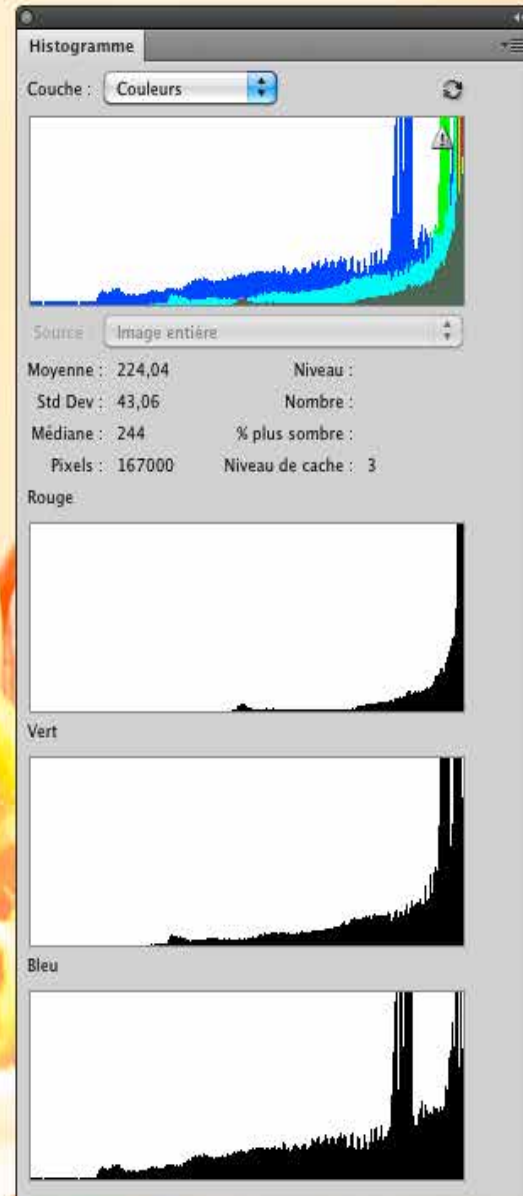 Histogramme
Couche : Couleurs
Source : Image entière
Moyenne : 224,04 Niveau :
Std Dev : 43,06 Nombre :
Médiane : 244 % plus sombre :
Pixels : 167000 Niveau de cache : 3
Rouge
Vert
Bleu